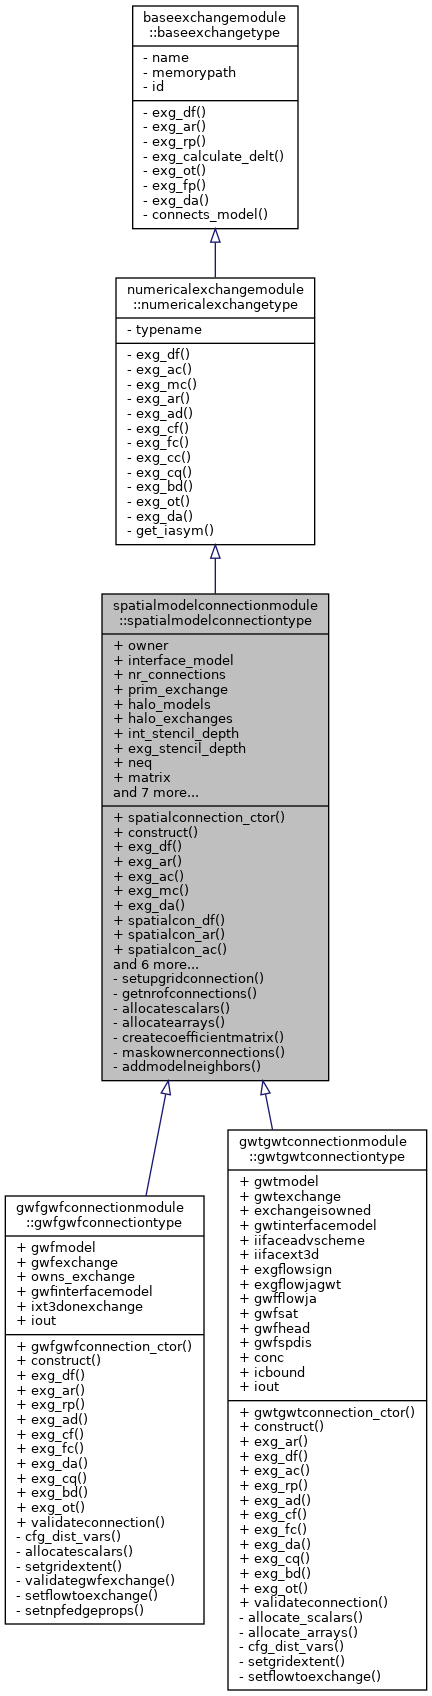 baseexchangemodule
::baseexchangetype
- name
- memorypath
- id
- exg_df()
- exg_ar()
- exg_rp()
- exg_calculate_delt()
- exg_ot()
- exg_fp()
- exg_da()
- connects_model()
numericalexchangemodule
::numericalexchangetype
- typename
- exg_df()
- exg_ac()
- exg_mc()
- exg_ar()
- exg_ad()
- exg_cf()
- exg_fc()
- exg_cc()
- exg_cq()
- exg_bd()
- exg_ot()
- exg_da()
- get_iasym()
spatialmodelconnectionmodule
::spatialmodelconnectiontype
+ owner
+ interface_model
+ nr_connections
+ prim_exchange
+ halo_models
+ halo_exchanges
+ int_stencil_depth
+ exg_stencil_depth
+ neq
+ matrix
and 7 more...
+ spatialconnection_ctor()
+ construct()
+ exg_df()
+ exg_ar()
+ exg_ac()
+ exg_mc()
+ exg_da()
+ spatialcon_df()
+ spatialcon_ar()
+ spatialcon_ac()
and 6 more...
- setupgridconnection()
- getnrofconnections()
- allocatescalars()
- allocatearrays()
- createcoefficientmatrix()
- maskownerconnections()
- addmodelneighbors()
gwfgwfconnectionmodule
::gwfgwfconnectiontype
+ gwfmodel
+ gwfexchange
+ owns_exchange
+ gwfinterfacemodel
+ ixt3donexchange
+ iout
+ gwfgwfconnection_ctor()
+ construct()
+ exg_df()
+ exg_ar()
+ exg_rp()
+ exg_ad()
+ exg_cf()
+ exg_fc()
+ exg_da()
+ exg_cq()
+ exg_bd()
+ exg_ot()
+ validateconnection()
- cfg_dist_vars()
- allocatescalars()
- setgridextent()
- validategwfexchange()
- setflowtoexchange()
- setnpfedgeprops()
gwtgwtconnectionmodule
::gwtgwtconnectiontype
+ gwtmodel
+ gwtexchange
+ exchangeisowned
+ gwtinterfacemodel
+ iifaceadvscheme
+ iifacext3d
+ exgflowsign
+ exgflowjagwt
+ gwfflowja
+ gwfsat
+ gwfhead
+ gwfspdis
+ conc
+ icbound
+ iout
+ gwtgwtconnection_ctor()
+ construct()
+ exg_ar()
+ exg_df()
+ exg_ac()
+ exg_rp()
+ exg_ad()
+ exg_cf()
+ exg_fc()
+ exg_da()
+ exg_cq()
+ exg_bd()
+ exg_ot()
+ validateconnection()
- allocate_scalars()
- allocate_arrays()
- cfg_dist_vars()
- setgridextent()
- setflowtoexchange()